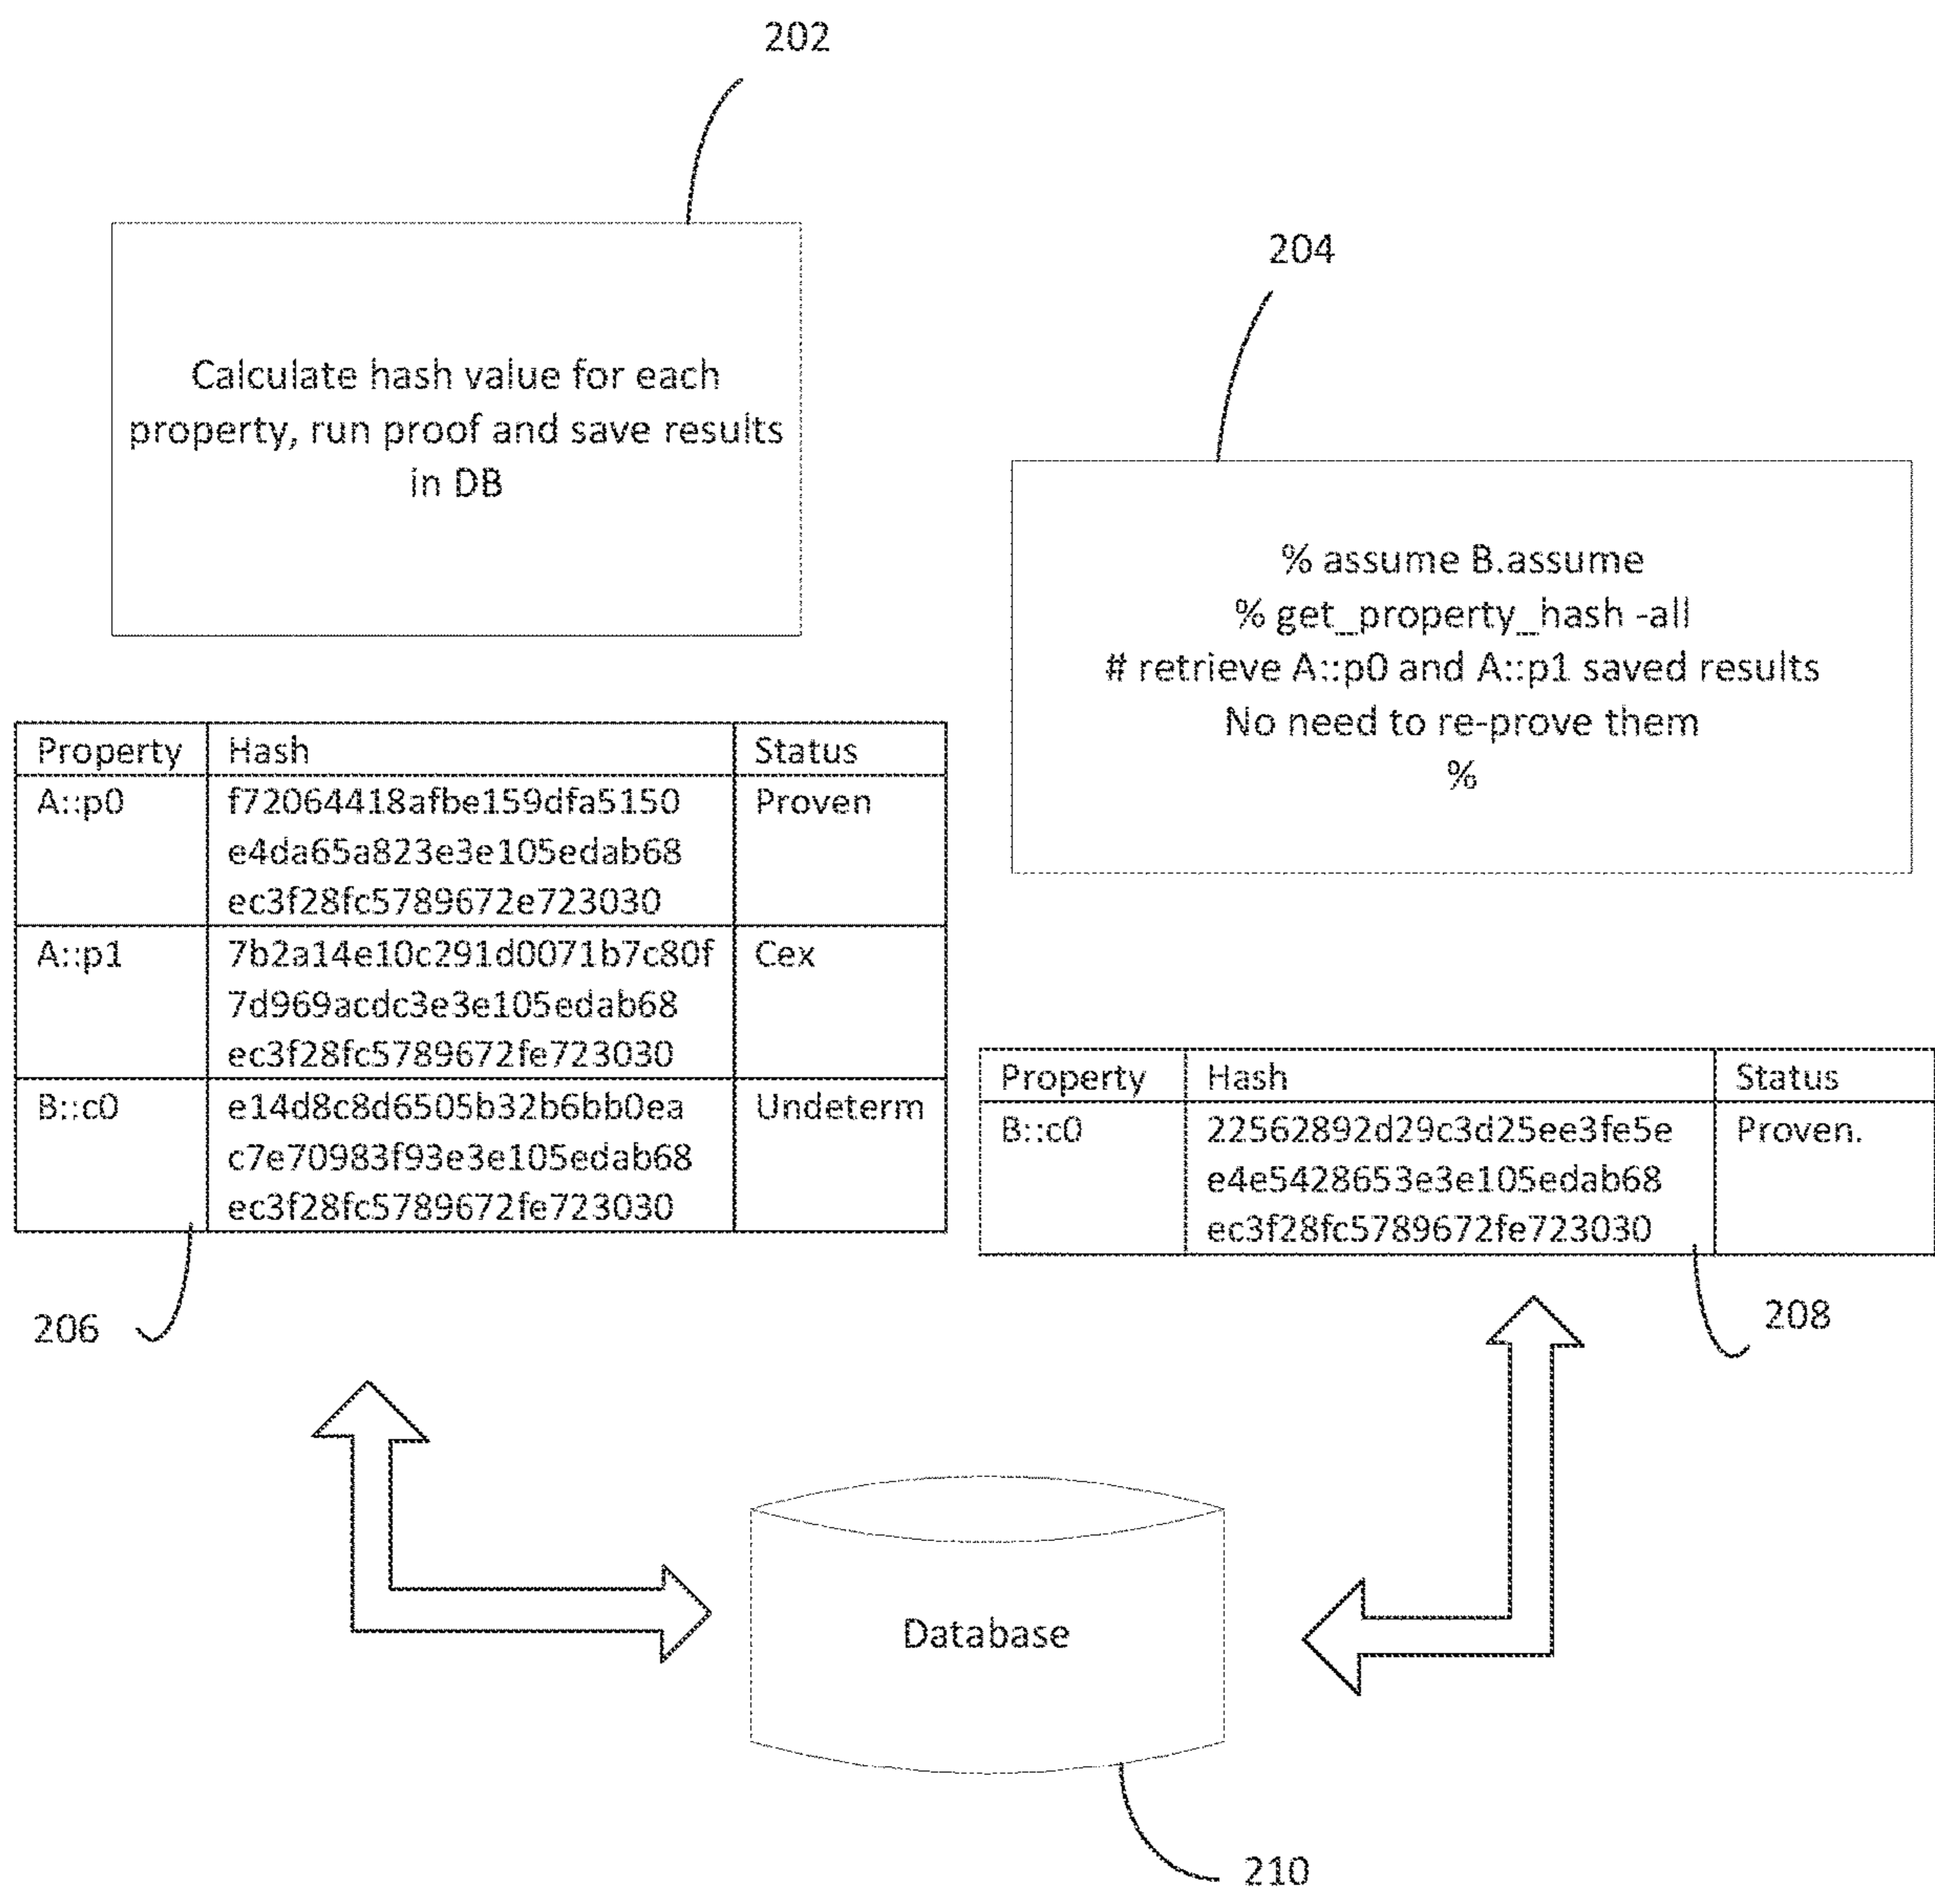 202
Calculate hash value for each
property, run proof and save results
in DB
204
% assume B.assume
% get_property_hash -all
# retrieve A::p0 and A::p1 saved results
No need to re-prove them
%
Property Hash Status
A::p0 f72064418afbe159dfa5150 Proven
e4da65a823e3e105edab68
ec3f28fc5789672e723030
A::p1 7b2a14e10c291d0071b7c80f Cex
7d969acdc3e3e105edab68
ec3f28fc5789672fe723030
B::c0 e14d8c8d6505b32b6bb0ea Undeterm
c7e70983f93e3e105edab68
ec3f28fc5789672fe723030
206
Property Hash Status
B::c0 22562892d29c3d25ee3fe5e Proven.
e4e5428653e3e105edab68
ec3f28fc5789672fe723030
208
Database
210